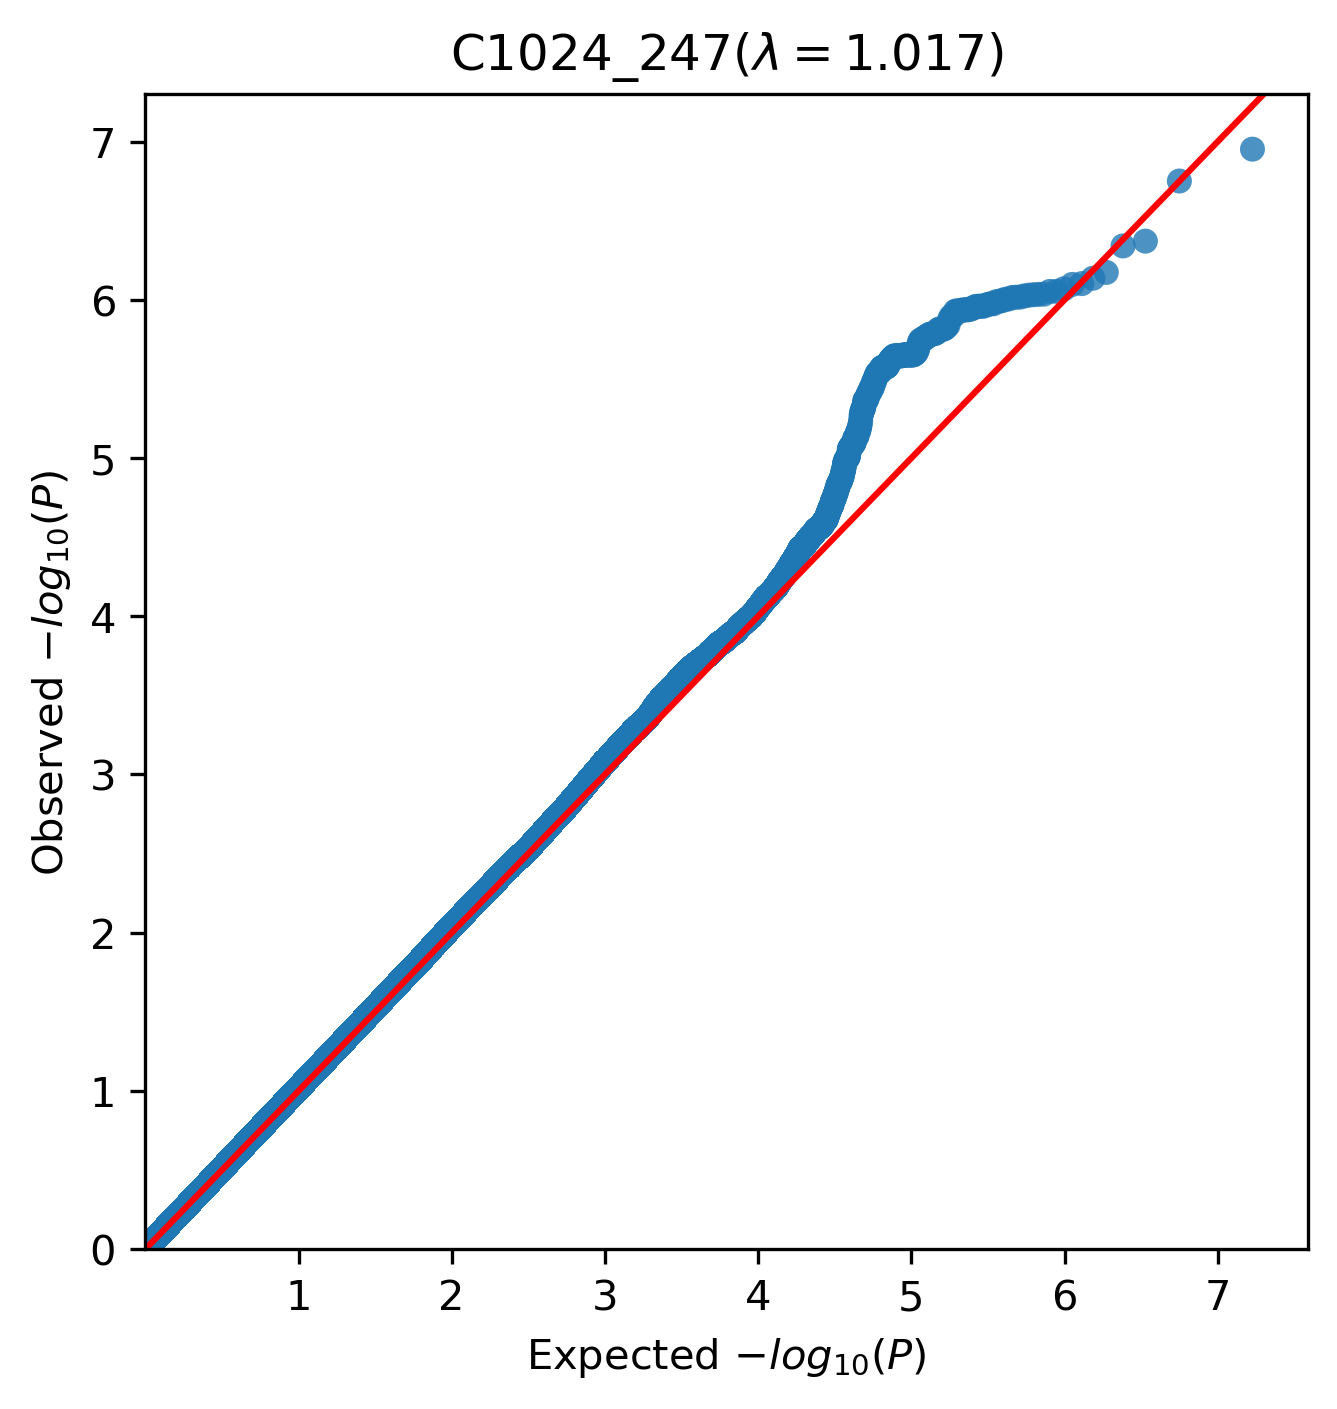 C1024_247(λ = 1.017)
7
6
5
4
3
2
1
0
Observed −log₁₀(P)
1 2 3 4 5 6 7
Expected −log₁₀(P)